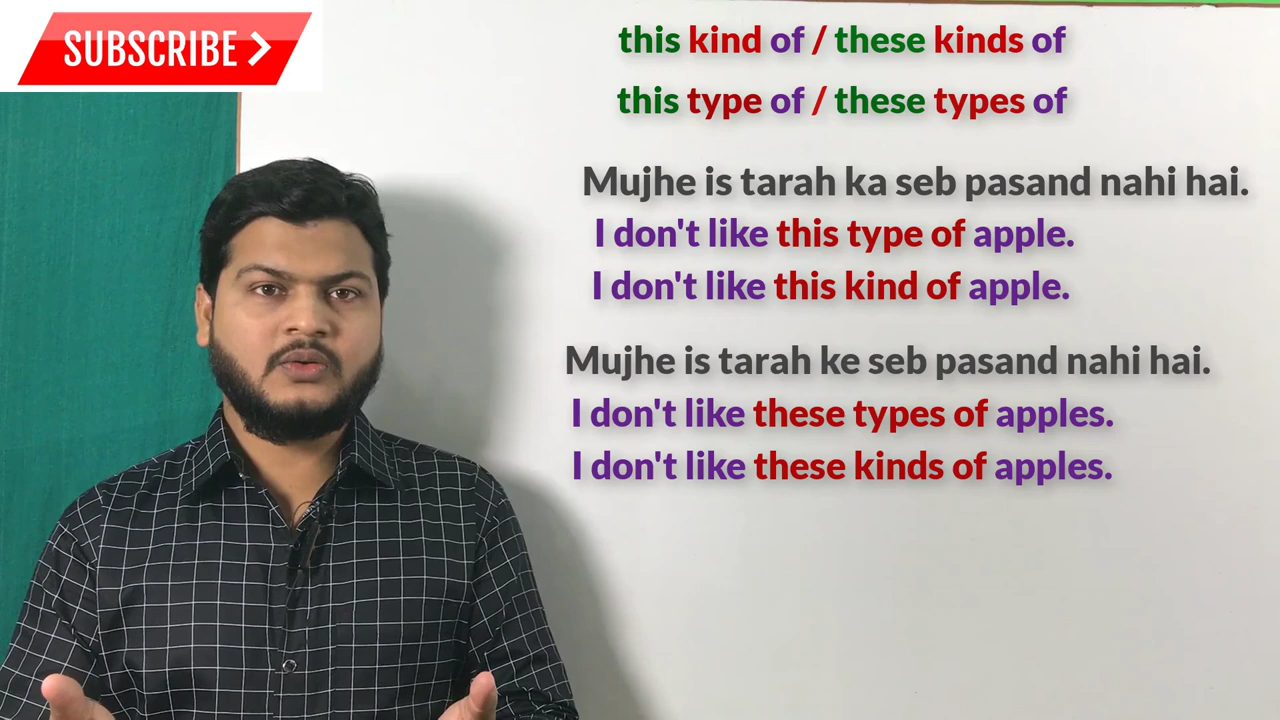 SUBSCRIBE
this kind of / these kinds of
this type of / these types of
Mujhe is tarah ka seb pasand nahi hai.
I don't like this type of apple.
I don't like this kind of apple.
Mujhe is tarah ke seb pasand nahi hai.
I don't like these types of apples.
I don't like these kinds of apples.